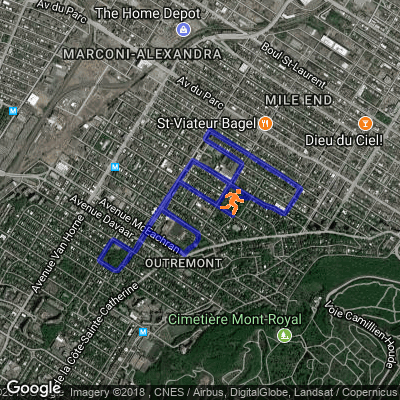 The Home Depot
Av du Parc
MARCONI-ALEXANDRA
Boul St-Laurent
Av du Parc
MILE END
St-Viateur Bagel
Dieu du Ciel!
M
M
Avenue McEachran
Avenue Davaar
Avenue Van Horne
OUTREMONT
de la Côte-Sainte-Catherine
Cimetière Mont-Royal
Voie Camillien-Houde
M
Google
Imagery ©2018 , CNES / Airbus, DigitalGlobe, Landsat / Copernicus